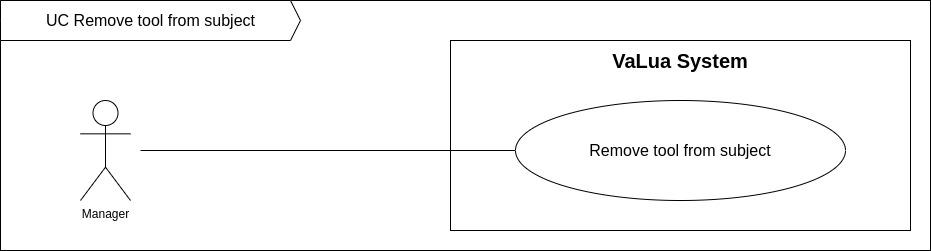 UC Remove tool from subject
VaLua System
Remove tool from subject
Manager